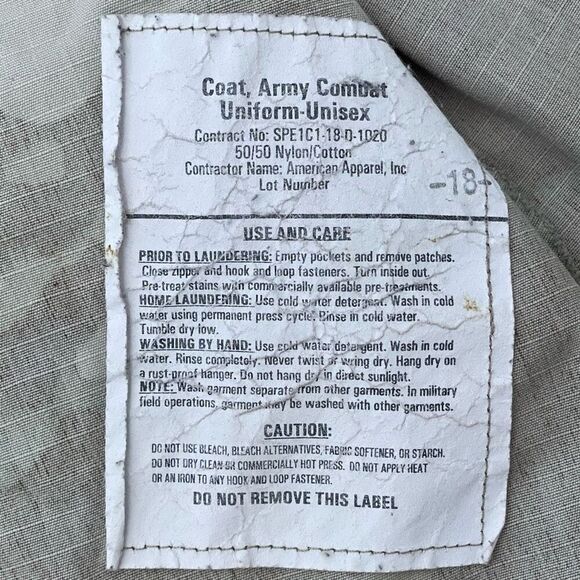 Coat, Army Combat
Uniform-Unisex
Contract No: SPE1C1-18-D-1020
50/50 Nylon/Cotton
Contractor Name: American Apparel, Inc
Lot Number
-18-
USE AND CARE
PRIOR TO LAUNDERING: Empty pockets and remove patches.
Close zipper and hook and loop fasteners. Turn inside out.
Pre-treat stains with commercially available pre-treatments.
HOME LAUNDERING: Use cold water detergent. Wash in cold
water using permanent press cycle. Rinse in cold water.
Tumble dry low.
WASHING BY HAND: Use cold water detergent. Wash in cold
water. Rinse completely. Never twist or wring dry. Hang dry on
a rust-proof hanger. Do not hang dry in direct sunlight.
NOTE: Wash garment separate from other garments. In military
field operations, garment may be washed with other garments.
CAUTION:
DO NOT USE BLEACH, BLEACH ALTERNATIVES, FABRIC SOFTENER, OR STARCH.
DO NOT DRY CLEAN OR COMMERCIALLY HOT PRESS. DO NOT APPLY HEAT
OR AN IRON TO ANY HOOK AND LOOP FASTENER.
DO NOT REMOVE THIS LABEL